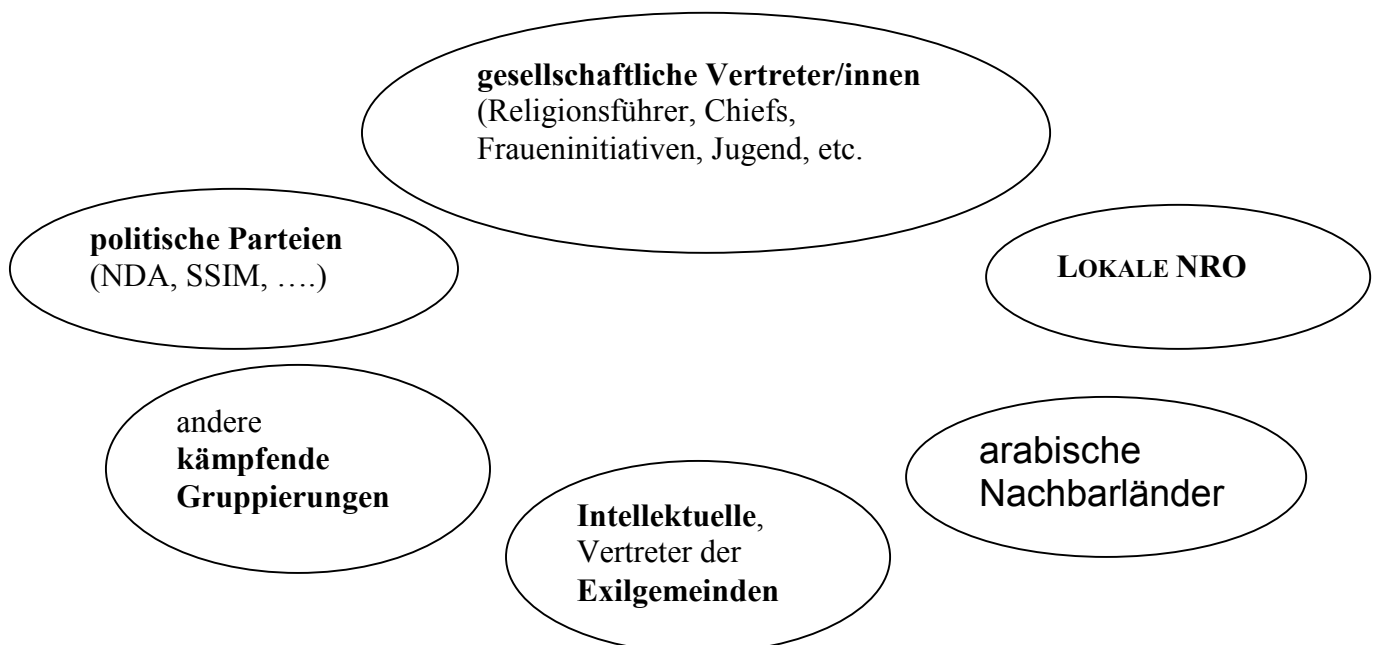 gesellschaftliche Vertreter/innen
(Religionsführer, Chiefs,
Fraueninitiativen, Jugend, etc.
politische Parteien
(NDA, SSIM, ….)
LOKALE NRO
andere
kämpfende
Gruppierungen
arabische
Nachbarländer
Intellektuelle,
Vertreter der
Exilgemeinden